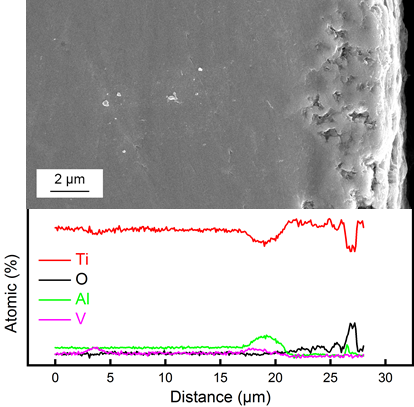 2 μm
Ti
O
Al
V
Atomic (%)
0 5 10 15 20 25 30
Distance (μm)